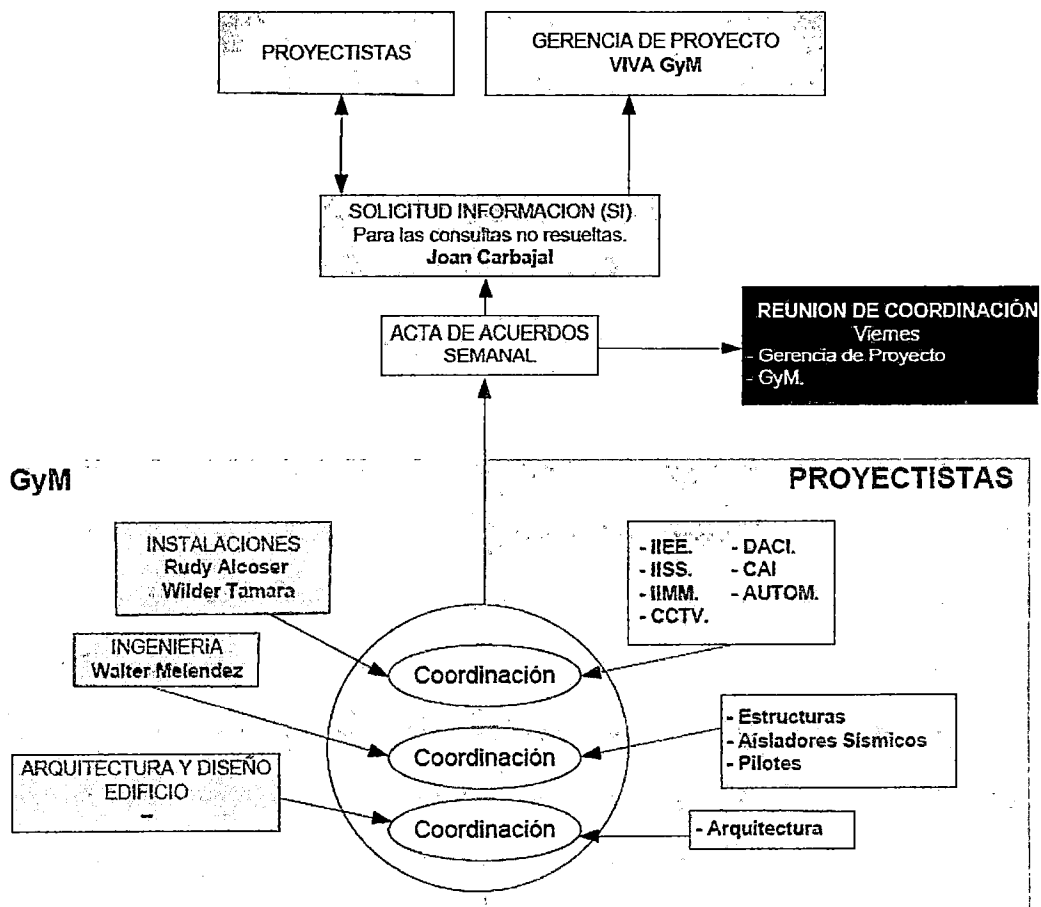 PROYECTISTAS
GERENCIA DE PROYECTO
VIVA GyM
SOLICITUD INFORMACION (SI)
Para las consultas no resueltas.
Joan Carbajal
ACTA DE ACUERDOS
SEMANAL
REUNION DE COORDINACIÓN
Viernes
- Gerencia de Proyecto
- GyM.
GyM
PROYECTISTAS
INSTALACIONES
Rudy Alcoser
Wilder Tamara
- IIEE. - DACI.
- IISS. - CAI
- IIMM. - AUTOM.
- CCTV.
INGENIERIA
Walter Melendez
Coordinación
- Estructuras
- Aisladores Sísmicos
- Pilotes
Coordinación
ARQUITECTURA Y DISEÑO
EDIFICIO
--
Coordinación
- Arquitectura